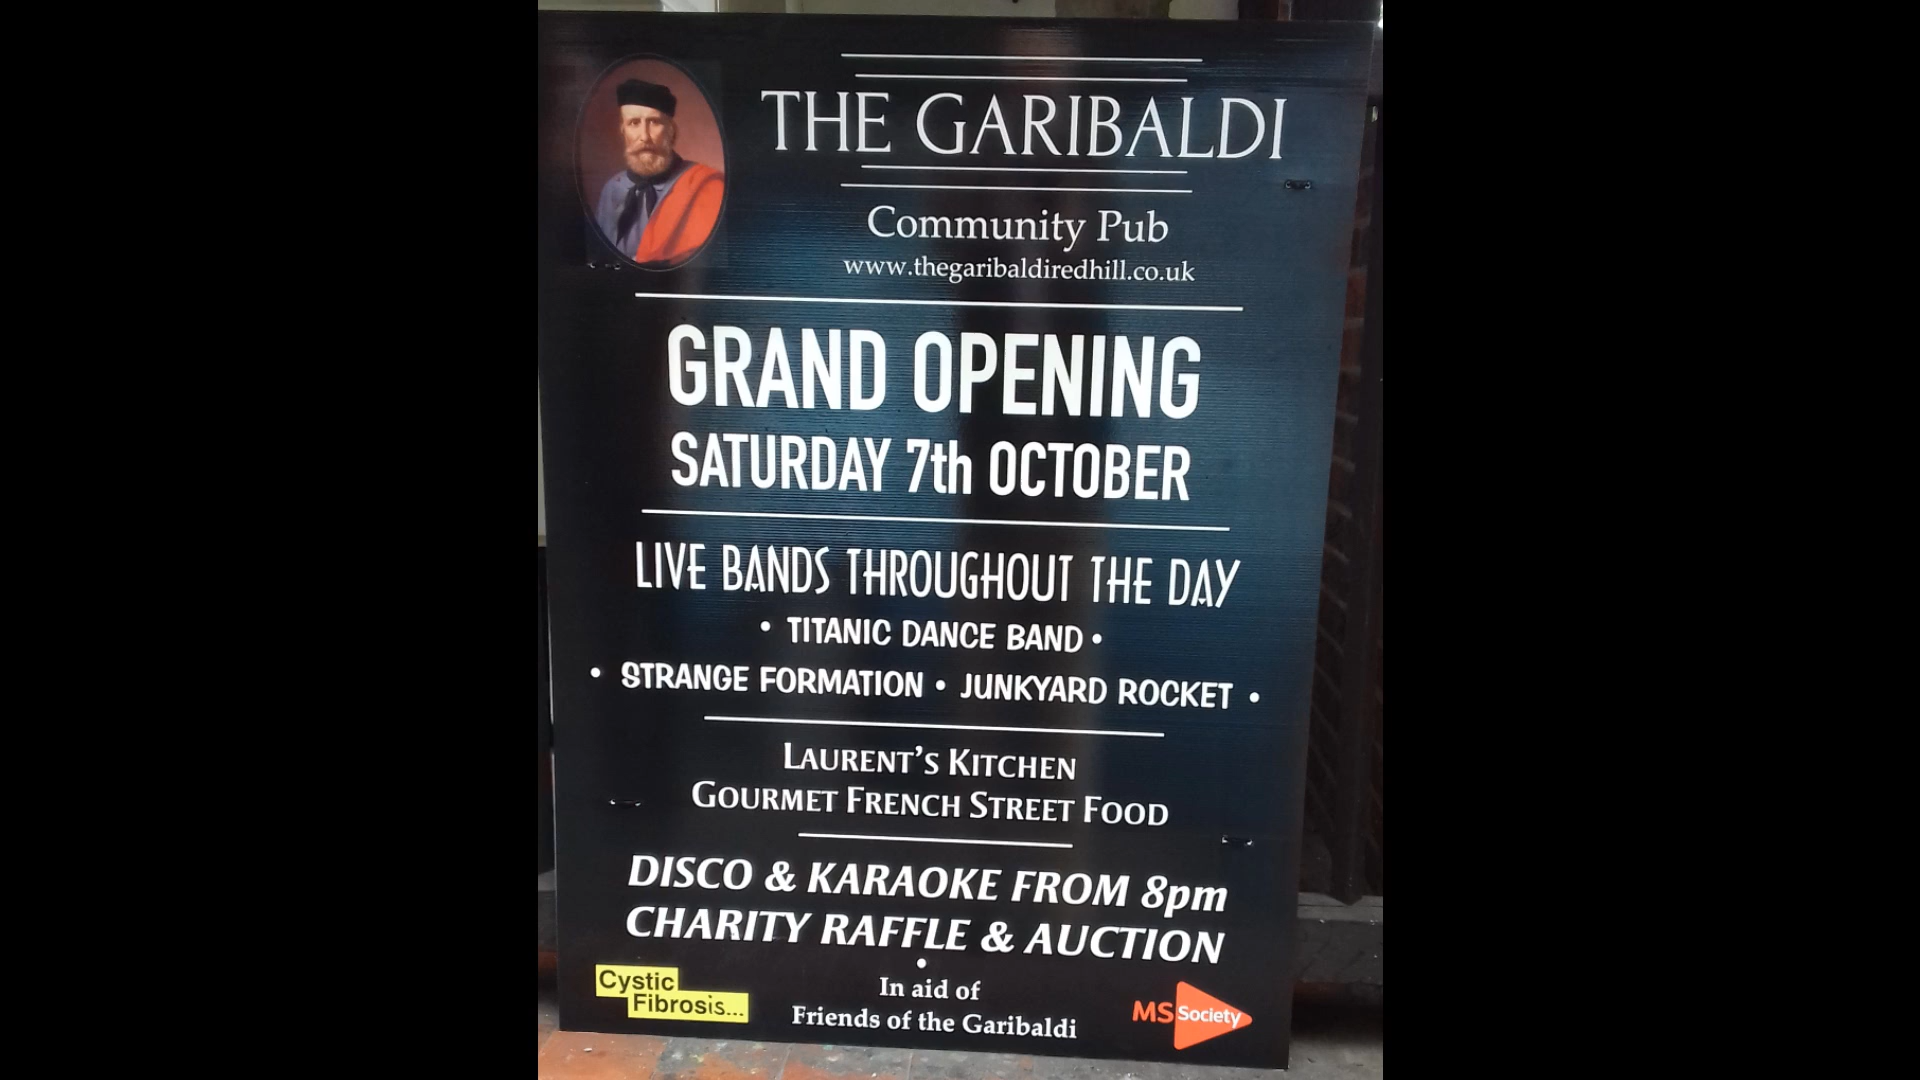 THE GARIBALDI
Community Pub
www.thegaribaldiredhill.co.uk
GRAND OPENING
SATURDAY 7th OCTOBER
LIVE BANDS THROUGHOUT THE DAY
• TITANIC DANCE BAND •
• STRANGE FORMATION • JUNKYARD ROCKET •
LAURENT'S KITCHEN
GOURMET FRENCH STREET FOOD
DISCO & KARAOKE FROM 8pm
CHARITY RAFFLE & AUCTION
•
In aid of
Friends of the Garibaldi
Cystic
Fibrosis...
MS Society